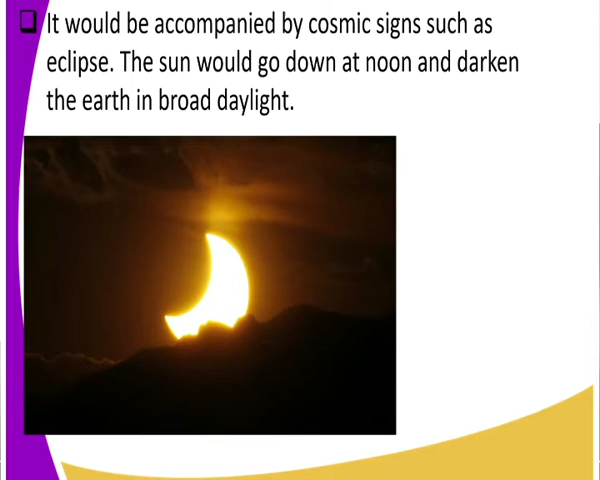 It would be accompanied by cosmic signs such as
eclipse. The sun would go down at noon and darken
the earth in broad daylight.